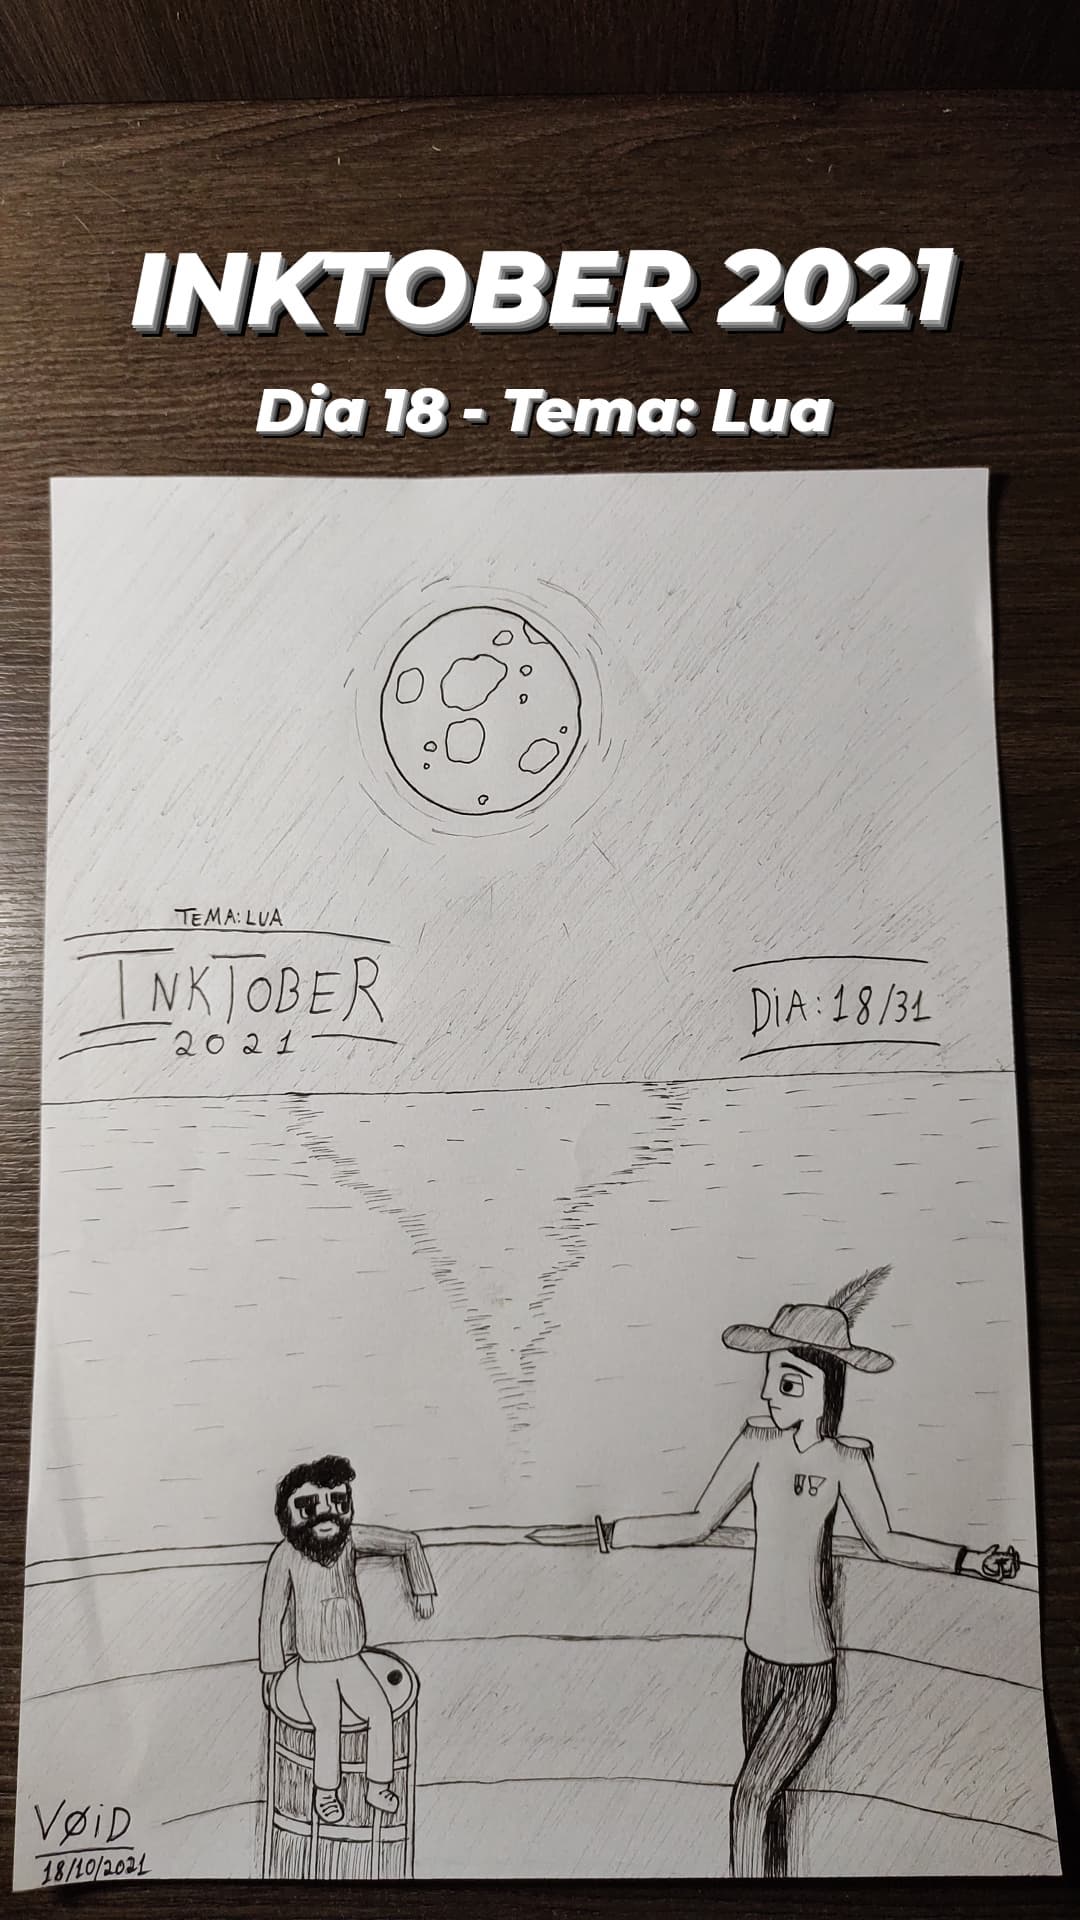 INKTOBER 2021
Dia 18 - Tema: Lua
TEMA: LUA
INKTOBER
2021
DiA: 18/31
VØiD
18/10/2021